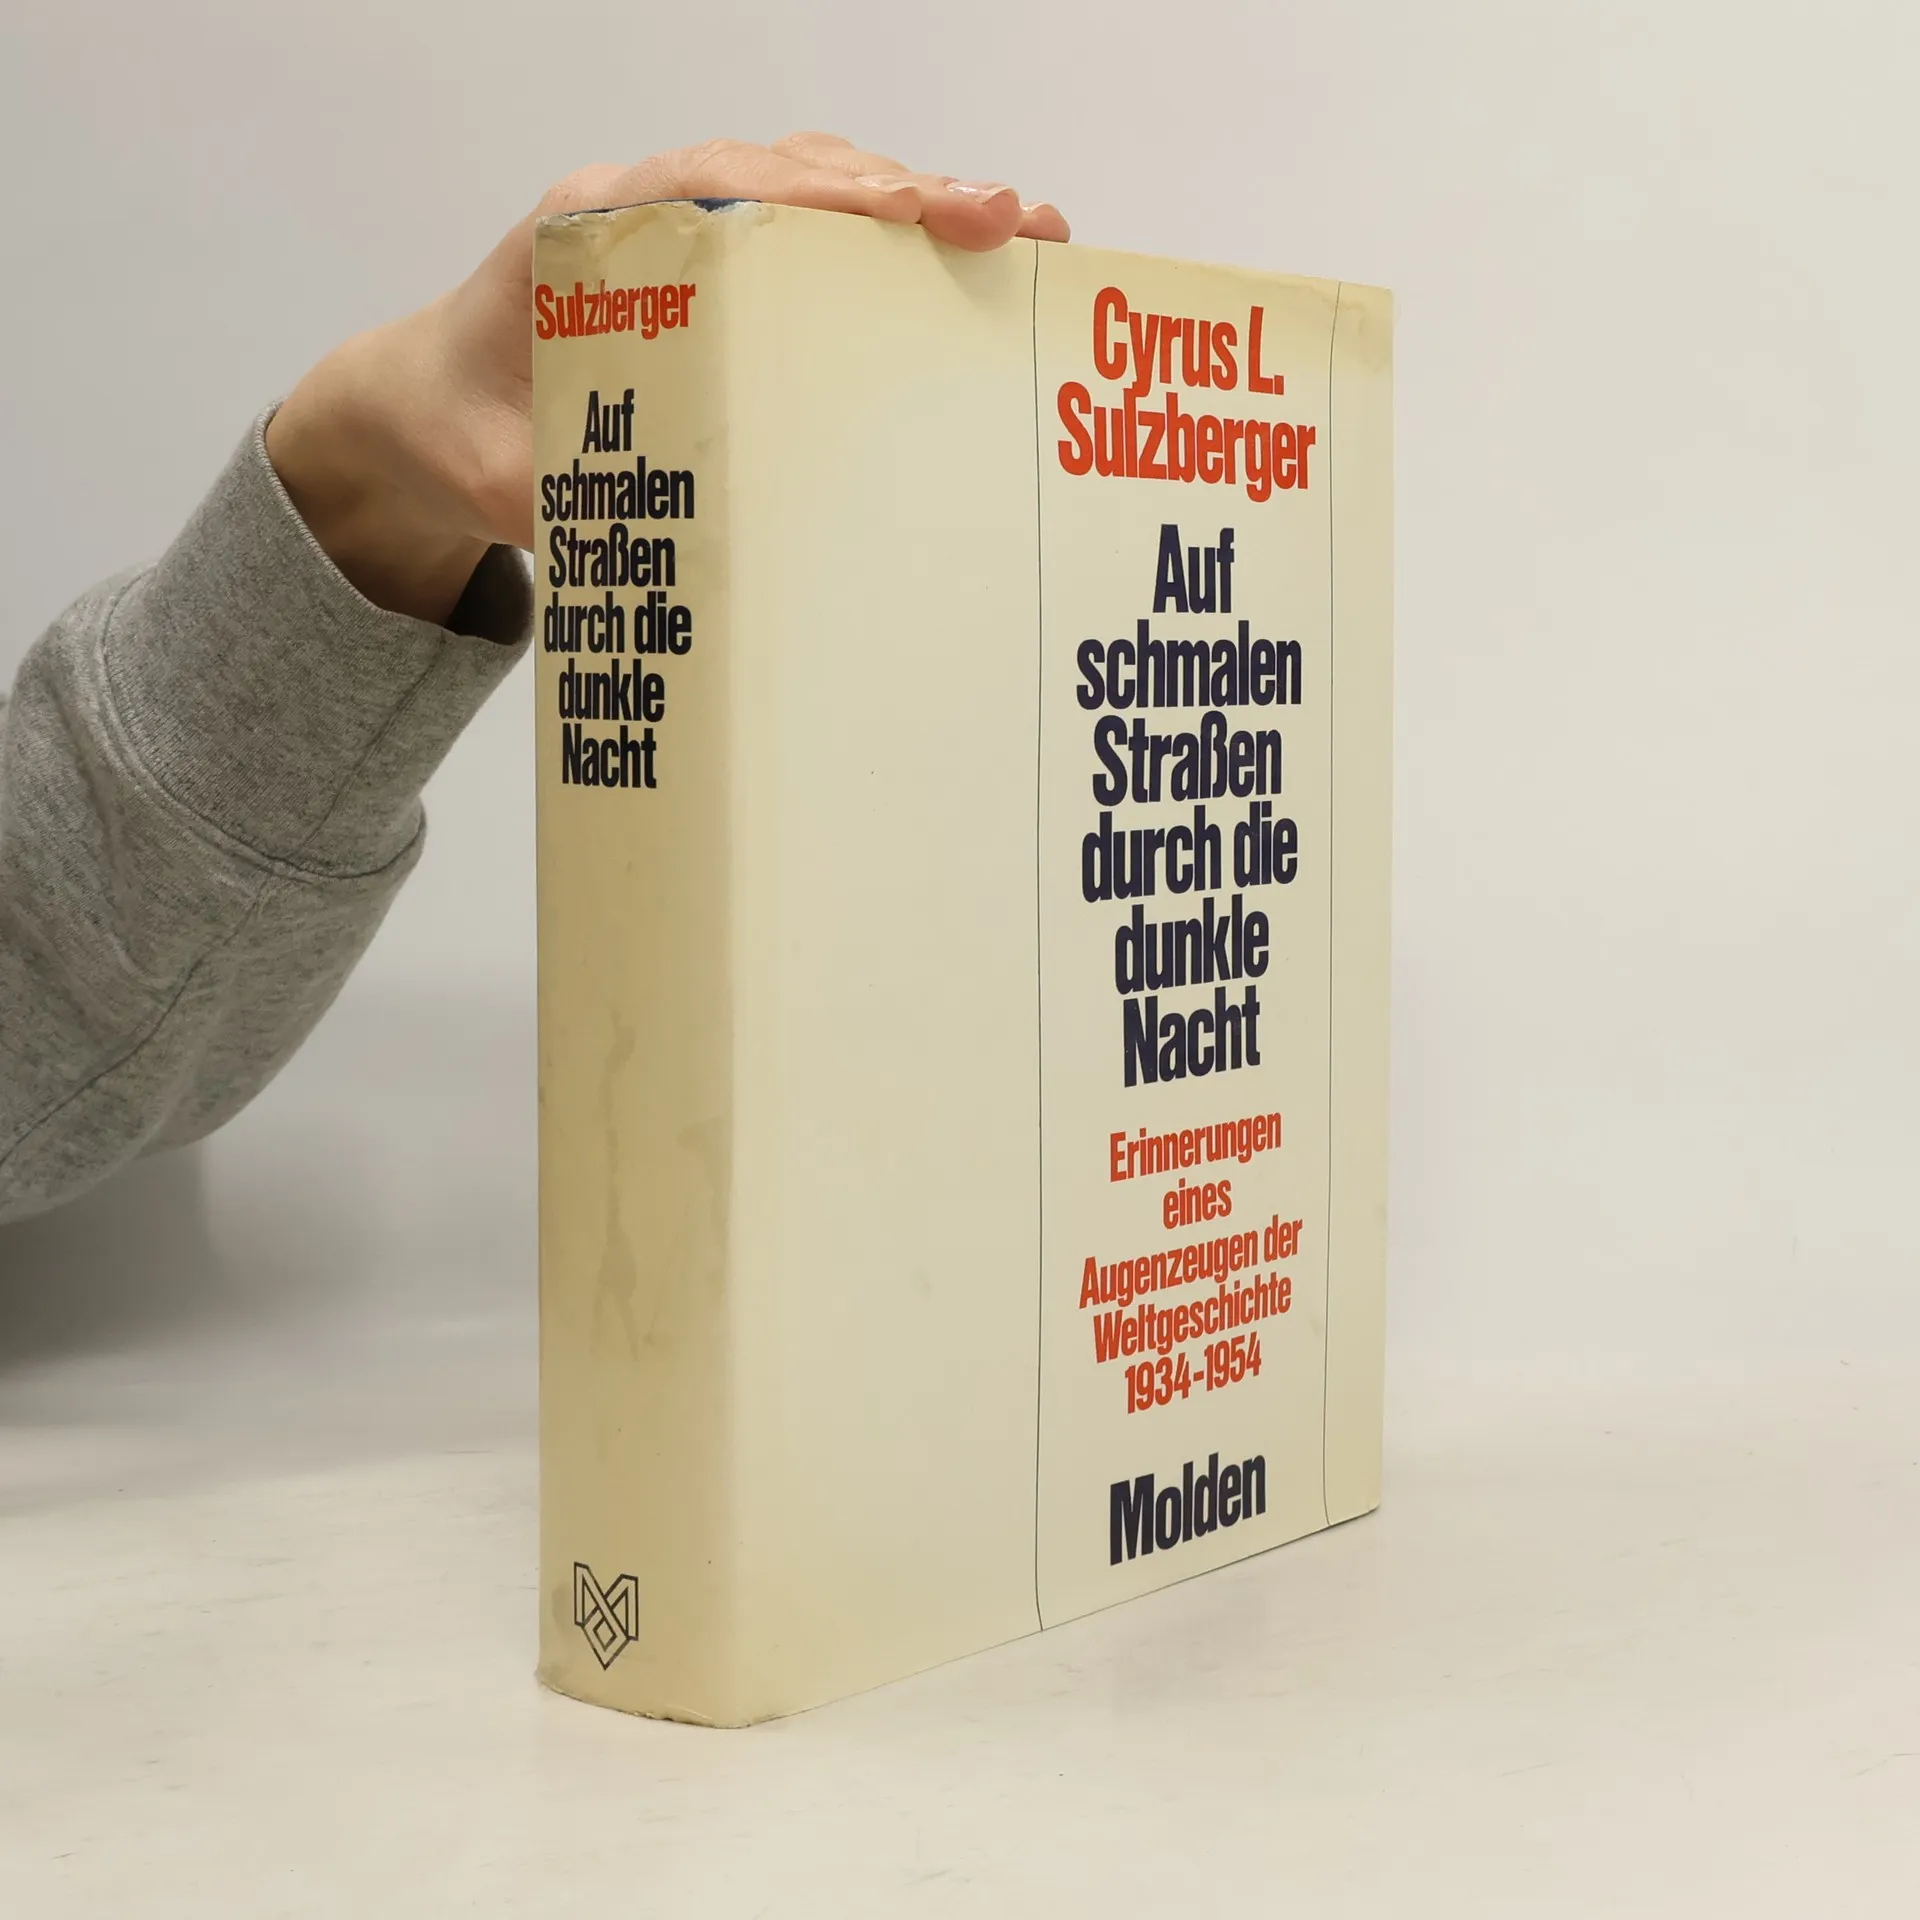 Sulzberger
Auf
schmalen
Straßen
durch die
dunkle
Nacht
Cyrus L.
Sulzberger
Auf
schmalen
Straßen
durch die
dunkle
Nacht
Erinnerungen
eines
Augenzeugen der
Weltgeschichte
1934-1954
Molden